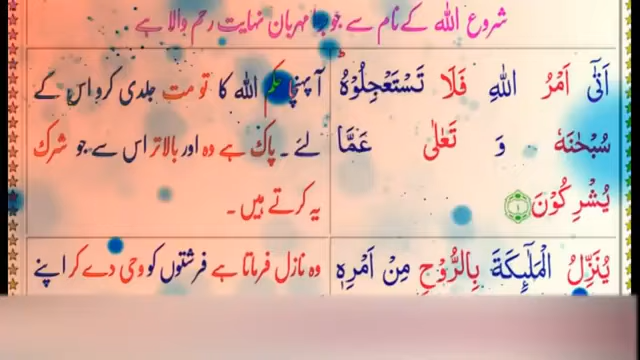 شروع اللہ کے نام سے جو بڑا مہربان نہایت رحم والا ہے
اَتٰۤى اَمْرُ اللّٰهِ فَلَا تَسْتَعْجِلُوْهُ ؕ
سُبْحٰنَهٗ وَ تَعٰلٰى عَمَّا
يُشْرِكُوْنَ ۝۱
آ پہنچا حکم اللہ کا تو مت جلدی کرو اس کے
لئے ۔ پاک ہے وہ اور بالاتر اس سے جو شرک
یہ کرتے ہیں ۔
يُنَزِّلُ الْمَلٰٓىِٕكَةَ بِالرُّوْحِ مِنْ اَمْرِهٖ
وہ نازل فرماتا ہے فرشتوں کو وحی دے کر اپنے